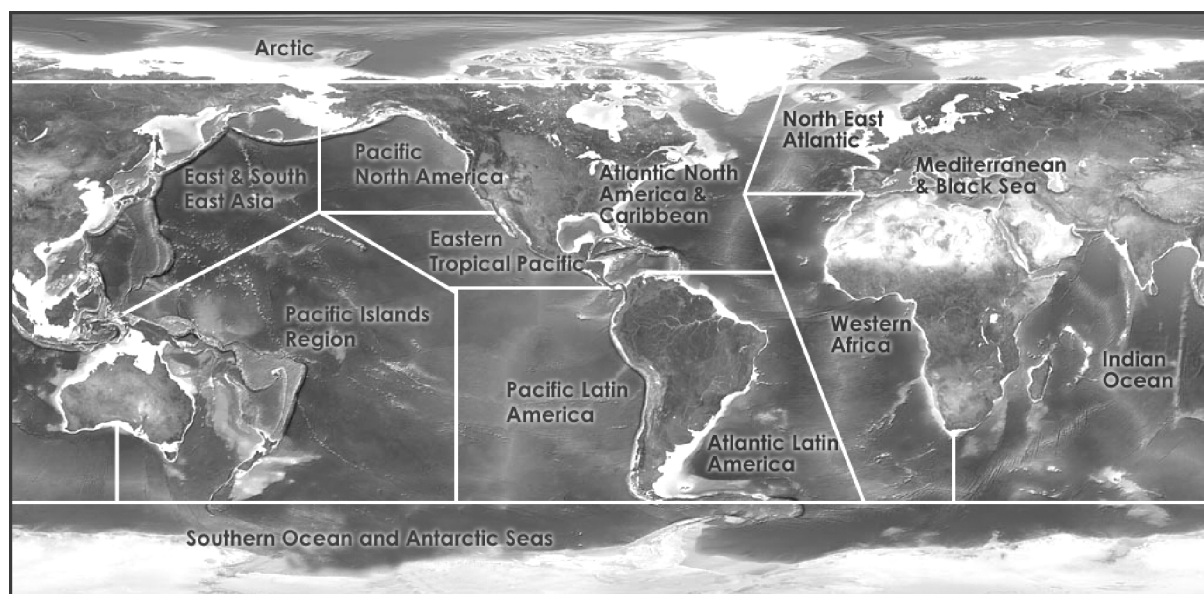 Arctic
North East
Atlantic
Pacific
North America
East & South
East Asia
Atlantic North
America &
Caribbean
Mediterranean
& Black Sea
Eastern
Tropical Pacific
Pacific Islands
Region
Western
Africa
Indian
Ocean
Pacific Latin
America
Atlantic Latin
America
Southern Ocean and Antarctic Seas